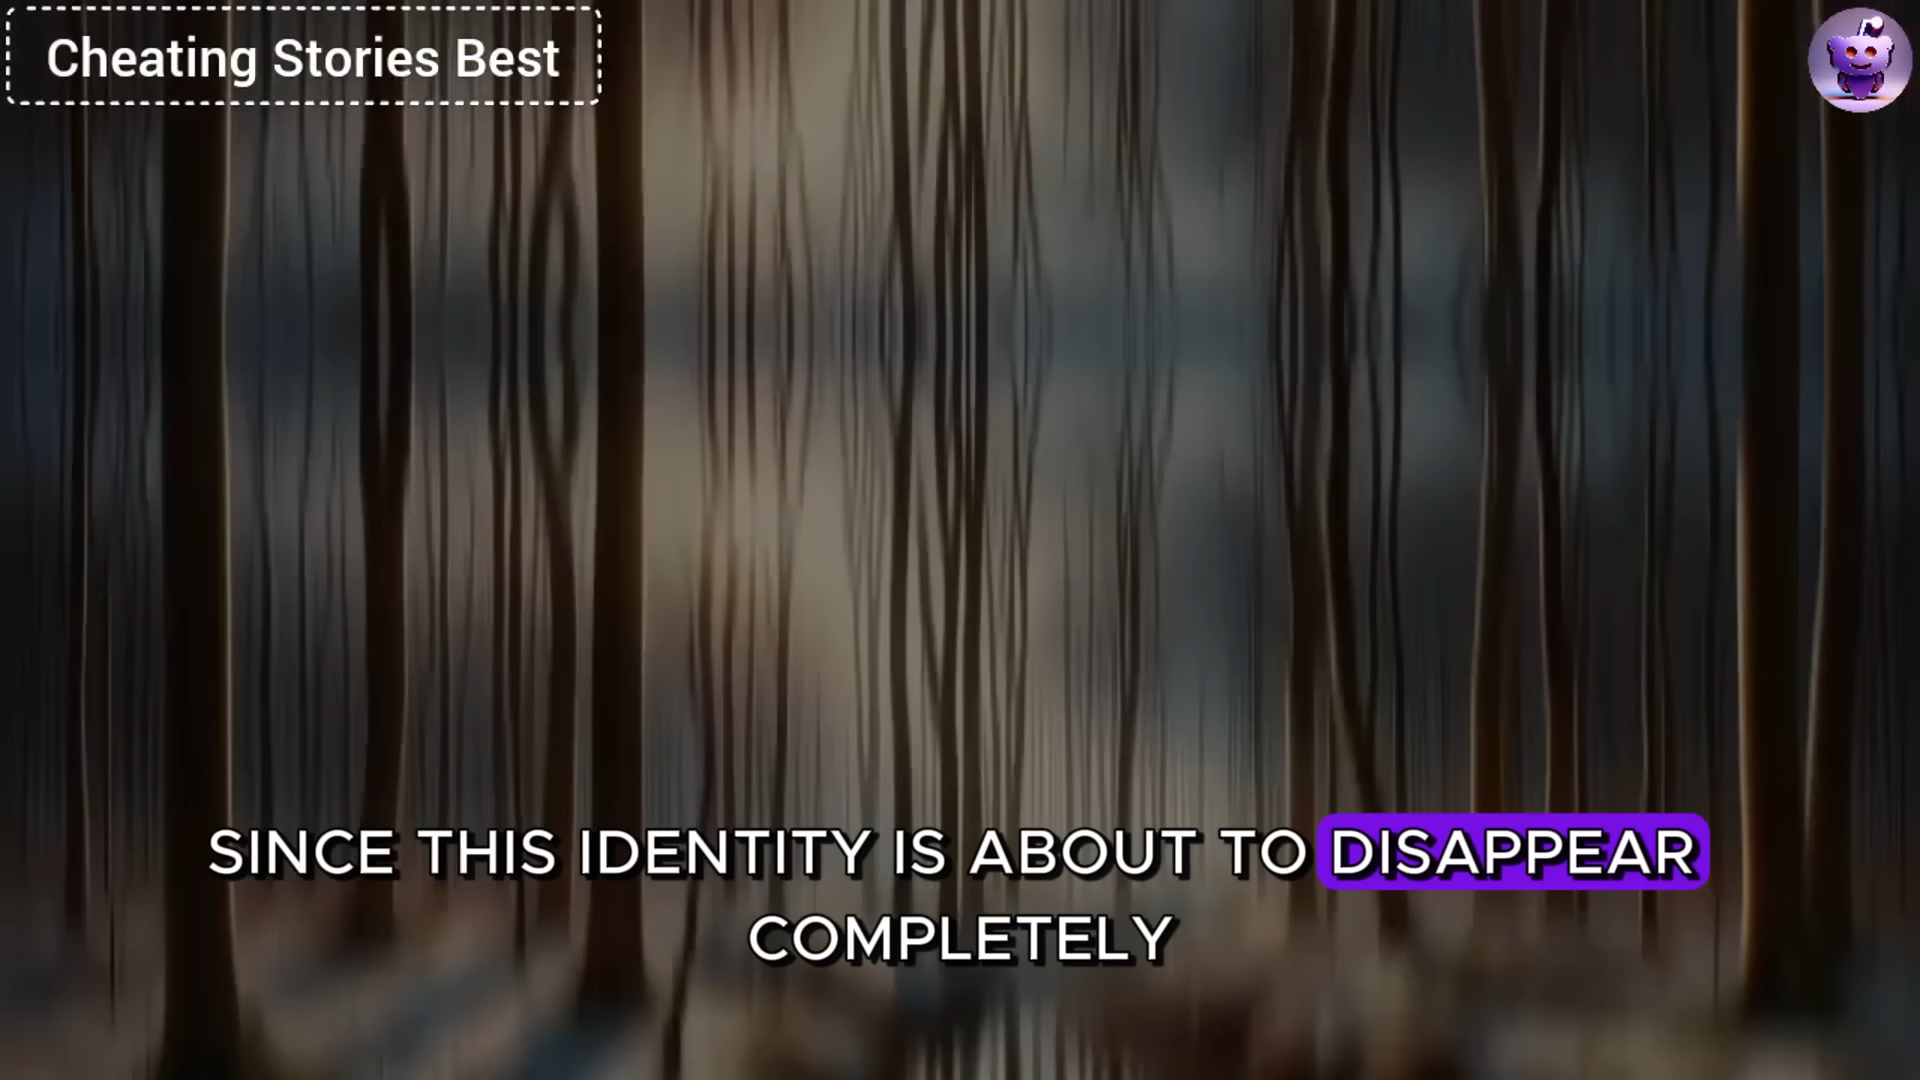 Cheating Stories Best
SINCE THIS IDENTITY IS ABOUT TO DISAPPEAR
COMPLETELY